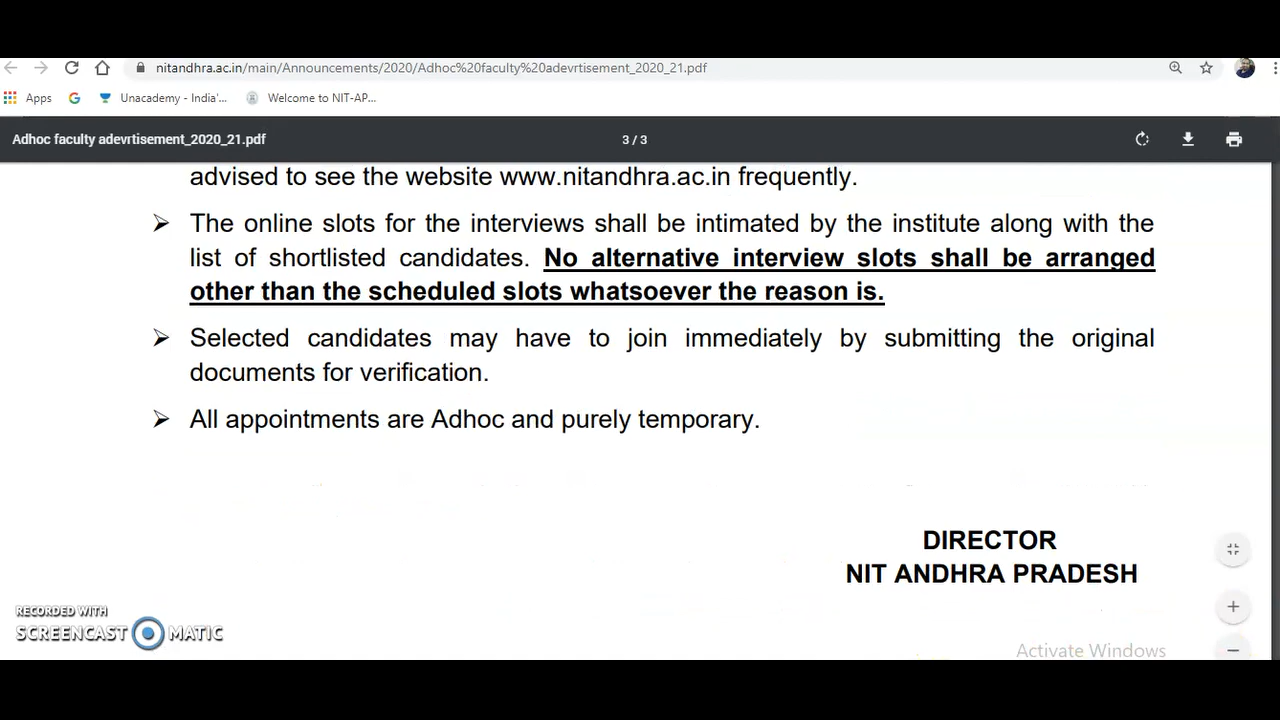 nitandhra.ac.in/main/Announcements/2020/Adhoc%20faculty%20adevrtisement_2020_21.pdf
Apps Unacademy - India'... Welcome to NIT-AP...
Adhoc faculty adevrtisement_2020_21.pdf 3 / 3
advised to see the website www.nitandhra.ac.in frequently.
➢ The online slots for the interviews shall be intimated by the institute along with the
list of shortlisted candidates. No alternative interview slots shall be arranged
other than the scheduled slots whatsoever the reason is.
➢ Selected candidates may have to join immediately by submitting the original
documents for verification.
➢ All appointments are Adhoc and purely temporary.
DIRECTOR
NIT ANDHRA PRADESH
RECORDED WITH
SCREENCAST MATIC
Activate Windows